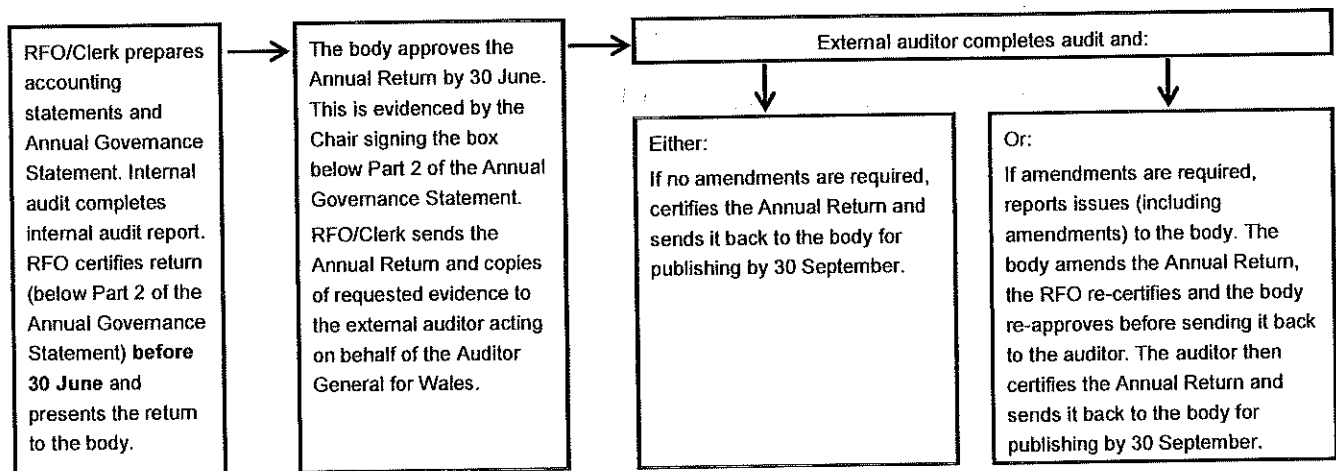 RFO/Clerk prepares
accounting
statements and
Annual Governance
Statement. Internal
audit completes
internal audit report.
RFO certifies return
(below Part 2 of the
Annual Governance
Statement) before
30 June and
presents the return
to the body.
The body approves the
Annual Return by 30 June.
This is evidenced by the
Chair signing the box
below Part 2 of the Annual
Governance Statement.
RFO/Clerk sends the
Annual Return and copies
of requested evidence to
the external auditor acting
on behalf of the Auditor
General for Wales.
External auditor completes audit and:
Either:
If no amendments are required,
certifies the Annual Return and
sends it back to the body for
publishing by 30 September.
Or:
If amendments are required,
reports issues (including
amendments) to the body. The
body amends the Annual Return,
the RFO re-certifies and the body
re-approves before sending it back
to the auditor. The auditor then
certifies the Annual Return and
sends it back to the body for
publishing by 30 September.